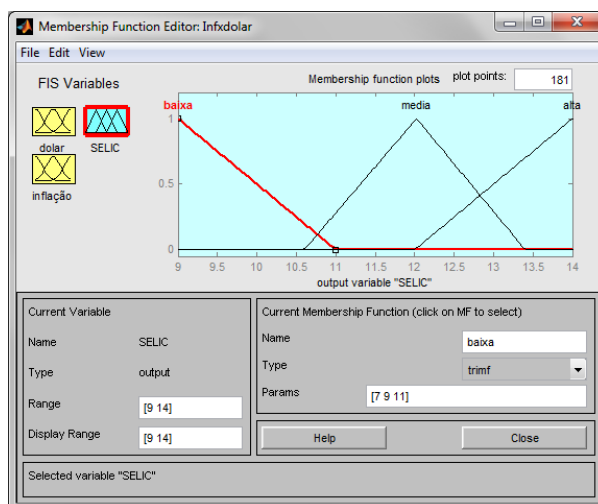 Membership Function Editor: Infxdolar
File Edit View
FIS Variables
Membership function plots plot points: 181
dolar SELIC
inflação
baixa media alta
1
0.5
0
9 9.5 10 10.5 11 11.5 12 12.5 13 13.5 14
output variable "SELIC"
Current Variable
Name SELIC
Type output
Range [9 14]
Display Range [9 14]
Current Membership Function (click on MF to select)
Name baixa
Type trimf
Params [7 9 11]
Help Close
Selected variable "SELIC"